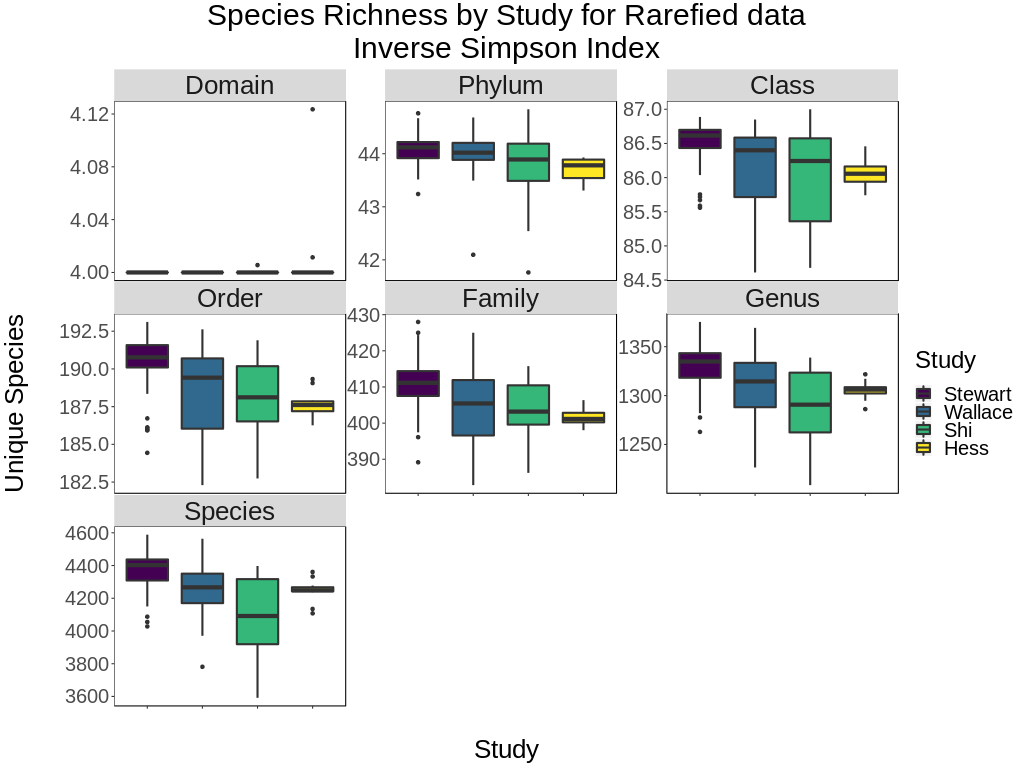 Species Richness by Study for Rarefied data
Inverse Simpson Index
Domain
Phylum
Class
4.12
4.08
4.04
4.00
44
43
42
87.0
86.5
86.0
85.5
85.0
84.5
Order
Family
Genus
192.5
190.0
187.5
185.0
182.5
430
420
410
400
390
1350
1300
1250
Species
4600
4400
4200
4000
3800
3600
Unique Species
Study
Study
Stewart
Wallace
Shi
Hess